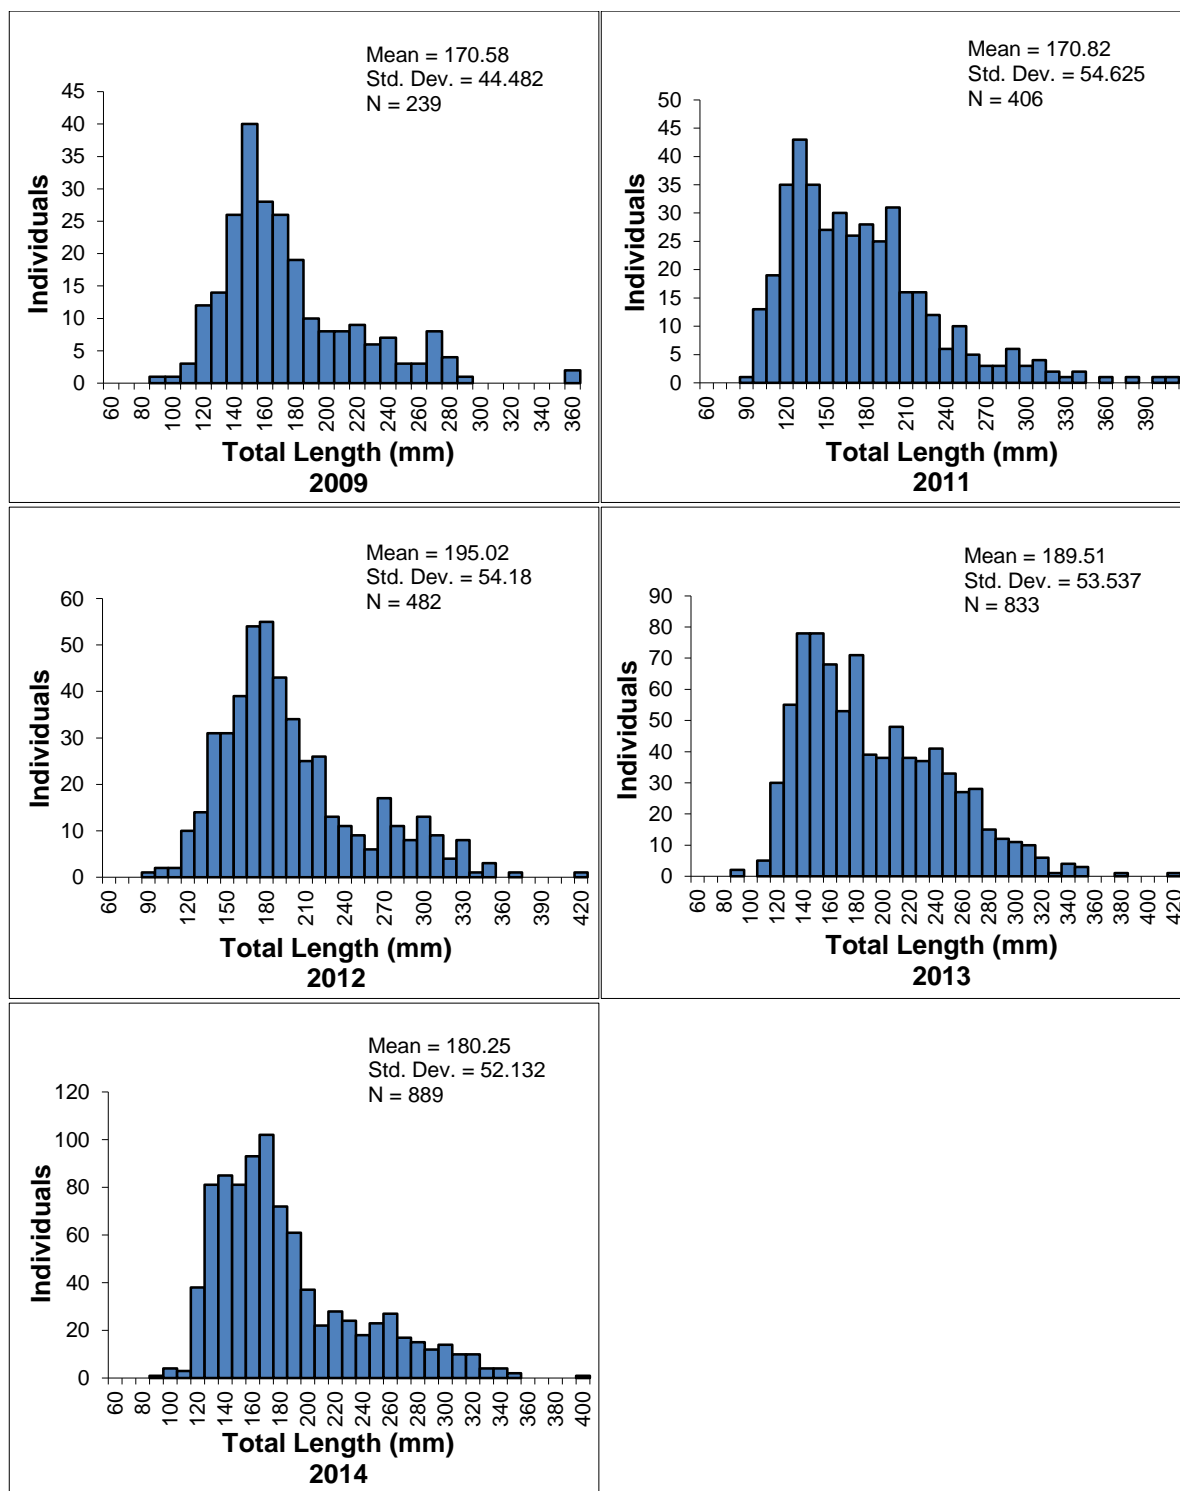 Mean = 170.58
Std. Dev. = 44.482
N = 239
45
40
35
30
25
20
15
10
5
0
Individuals
60 80 100 120 140 160 180 200 220 240 260 280 300 320 340 360
Total Length (mm)
2009
Mean = 170.82
Std. Dev. = 54.625
N = 406
50
45
40
35
30
25
20
15
10
5
0
Individuals
60 90 120 150 180 210 240 270 300 330 360 390
Total Length (mm)
2011
Mean = 195.02
Std. Dev. = 54.18
N = 482
60
50
40
30
20
10
0
Individuals
60 90 120 150 180 210 240 270 300 330 360 390 420
Total Length (mm)
2012
Mean = 189.51
Std. Dev. = 53.537
N = 833
90
80
70
60
50
40
30
20
10
0
Individuals
60 80 100 120 140 160 180 200 220 240 260 280 300 320 340 360 380 400 420
Total Length (mm)
2013
Mean = 180.25
Std. Dev. = 52.132
N = 889
120
100
80
60
40
20
0
Individuals
60 80 100 120 140 160 180 200 220 240 260 280 300 320 340 360 380 400
Total Length (mm)
2014